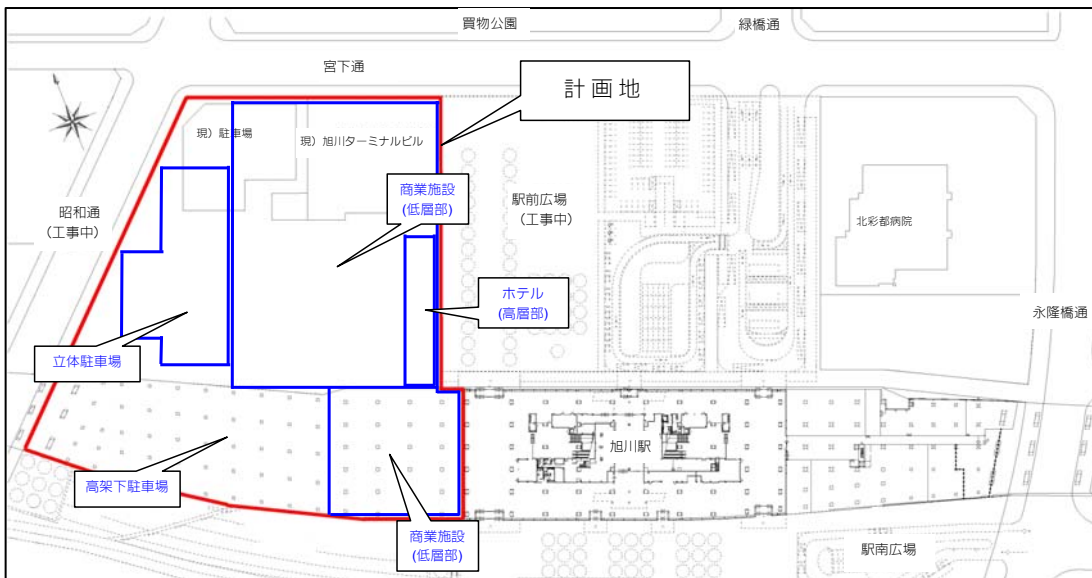 買物公園
緑橋通
宮下通
計画地
現）駐車場
現）旭川ターミナルビル
商業施設
(低層部)
駅前広場
（工事中）
昭和通
（工事中）
北彩都病院
ホテル
(高層部)
永隆橋通
立体駐車場
旭川駅
高架下駐車場
商業施設
(低層部)
駅南広場